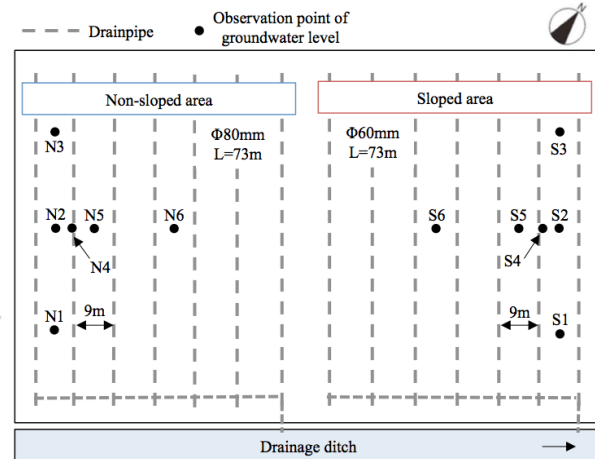 Drainpipe
Observation point of
groundwater level
Non-sloped area
Sloped area
Φ80mm
L=73m
Φ60mm
L=73m
N3
S3
N2
N5
N6
S6
S5
S2
N4
S4
N1
9m
9m
S1
Drainage ditch